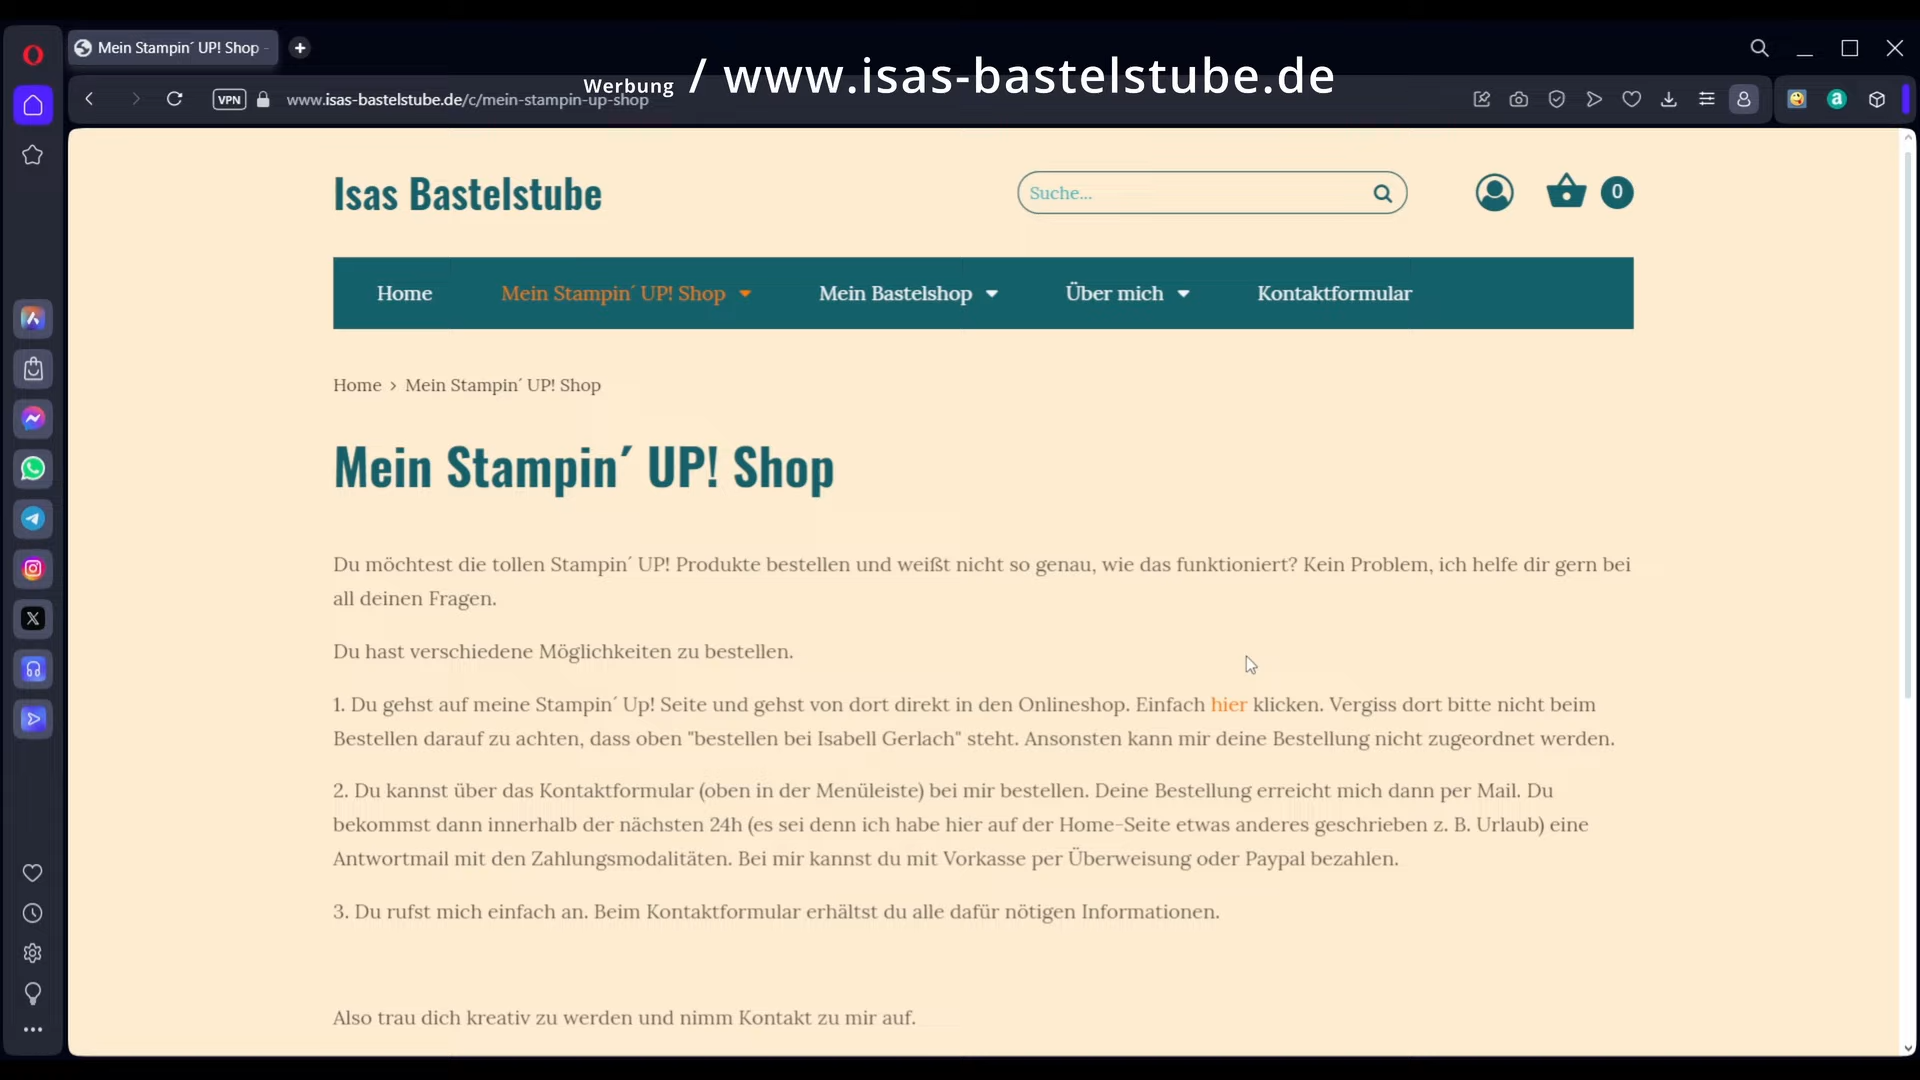 Mein Stampin´ UP! Shop -
Werbung / www.isas-bastelstube.de
VPN
www.isas-bastelstube.de/c/mein-stampin-up-shop
a
Isas Bastelstube
Suche...
0
Home
Mein Stampin´ UP! Shop
Mein Bastelshop
Über mich
Kontaktformular
Home › Mein Stampin´ UP! Shop
Mein Stampin´ UP! Shop
Du möchtest die tollen Stampin´ UP! Produkte bestellen und weißt nicht so genau, wie das funktioniert? Kein Problem, ich helfe dir gern bei
all deinen Fragen.
Du hast verschiedene Möglichkeiten zu bestellen.
1. Du gehst auf meine Stampin´ Up! Seite und gehst von dort direkt in den Onlineshop. Einfach hier klicken. Vergiss dort bitte nicht beim
Bestellen darauf zu achten, dass oben "bestellen bei Isabell Gerlach" steht. Ansonsten kann mir deine Bestellung nicht zugeordnet werden.
2. Du kannst über das Kontaktformular (oben in der Menüleiste) bei mir bestellen. Deine Bestellung erreicht mich dann per Mail. Du
bekommst dann innerhalb der nächsten 24h (es sei denn ich habe hier auf der Home-Seite etwas anderes geschrieben z. B. Urlaub) eine
Antwortmail mit den Zahlungsmodalitäten. Bei mir kannst du mit Vorkasse per Überweisung oder Paypal bezahlen.
3. Du rufst mich einfach an. Beim Kontaktformular erhältst du alle dafür nötigen Informationen.
Also trau dich kreativ zu werden und nimm Kontakt zu mir auf.